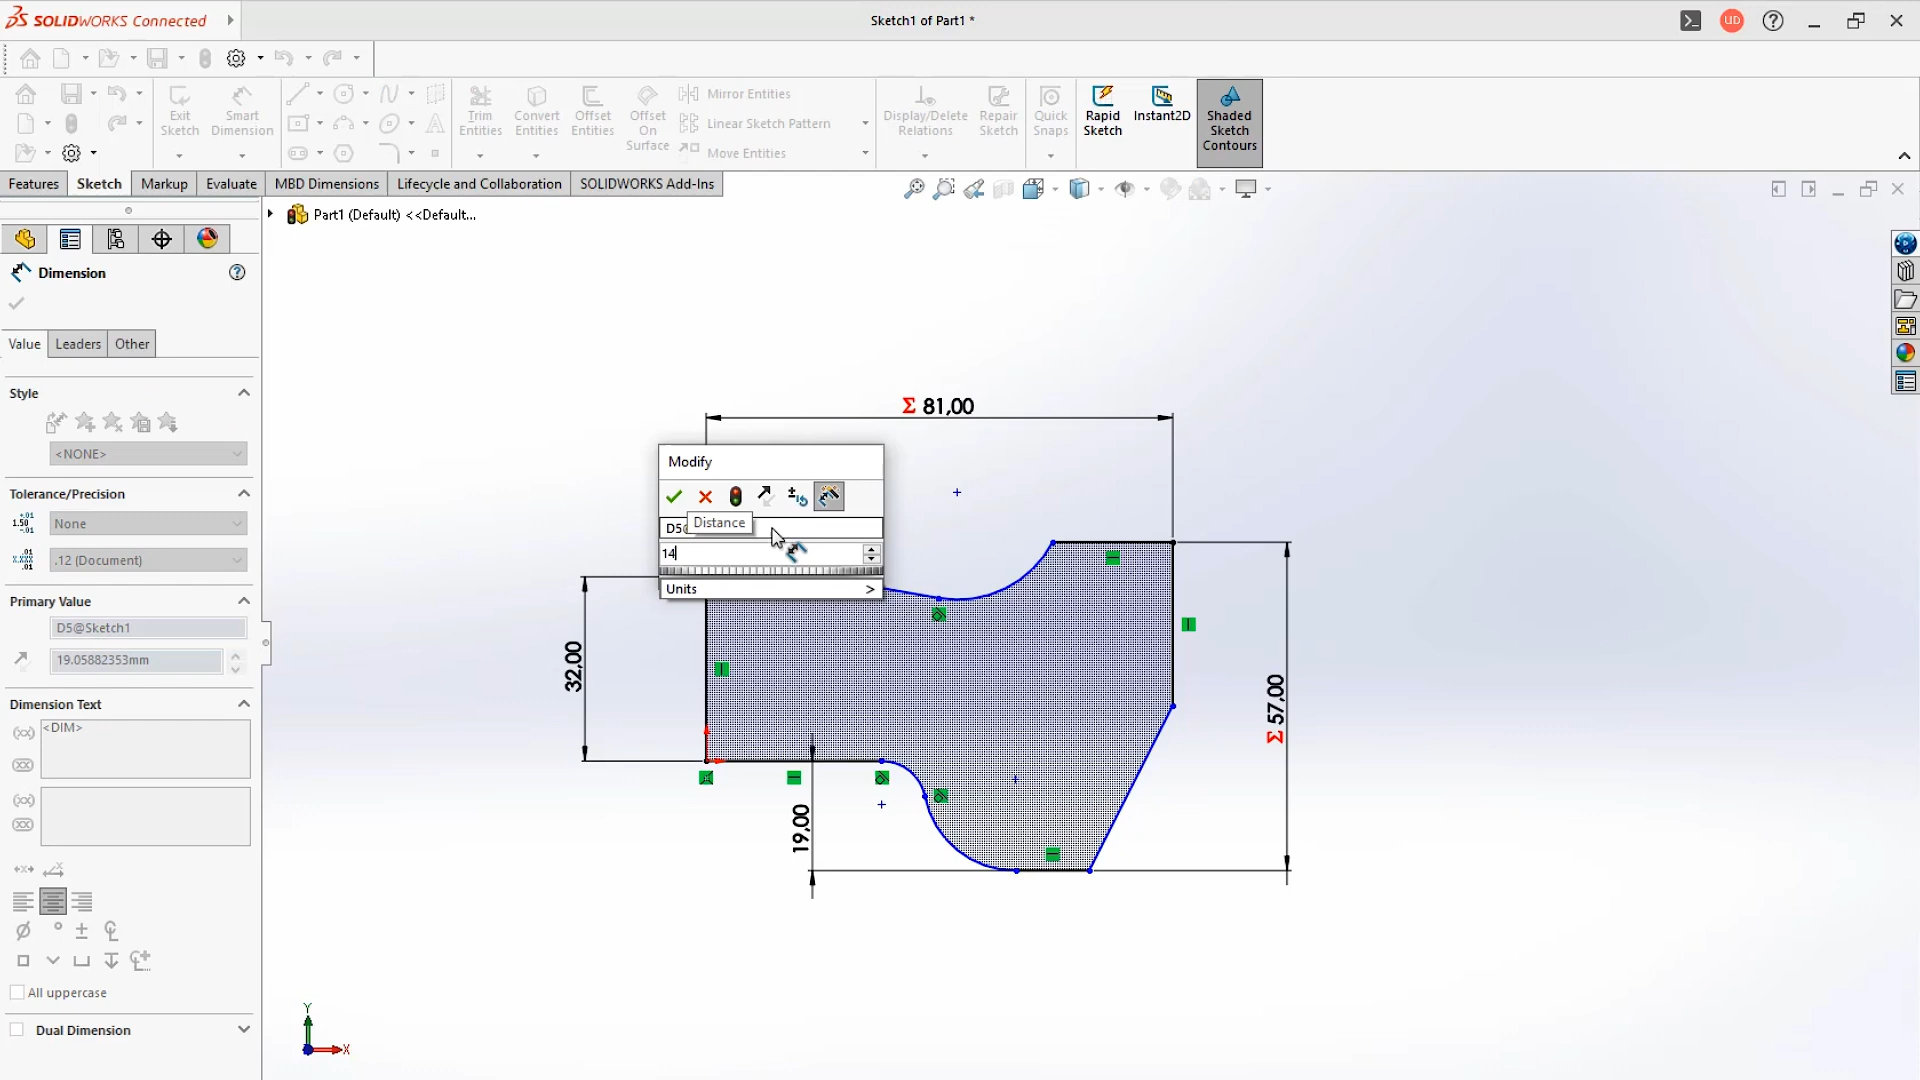 SOLIDWORKS Connected
Sketch1 of Part1 *
UD
Exit Sketch
Smart Dimension
Trim Entities
Convert Entities
Offset Entities
Offset On Surface
Mirror Entities
Linear Sketch Pattern
Move Entities
Display/Delete Relations
Repair Sketch
Quick Snaps
Rapid Sketch
Instant2D
Shaded Sketch Contours
Features
Sketch
Markup
Evaluate
MBD Dimensions
Lifecycle and Collaboration
SOLIDWORKS Add-Ins
Part1 (Default) <<Default...
Dimension
Value
Leaders
Other
Style
<NONE>
Tolerance/Precision
None
.12 (Document)
Primary Value
D5@Sketch1
19.05882353mm
Dimension Text
<DIM>
All uppercase
Dual Dimension
Σ 81,00
Modify
D5
Distance
14
Units
32,00
19,00
Σ 57,00
Y
X